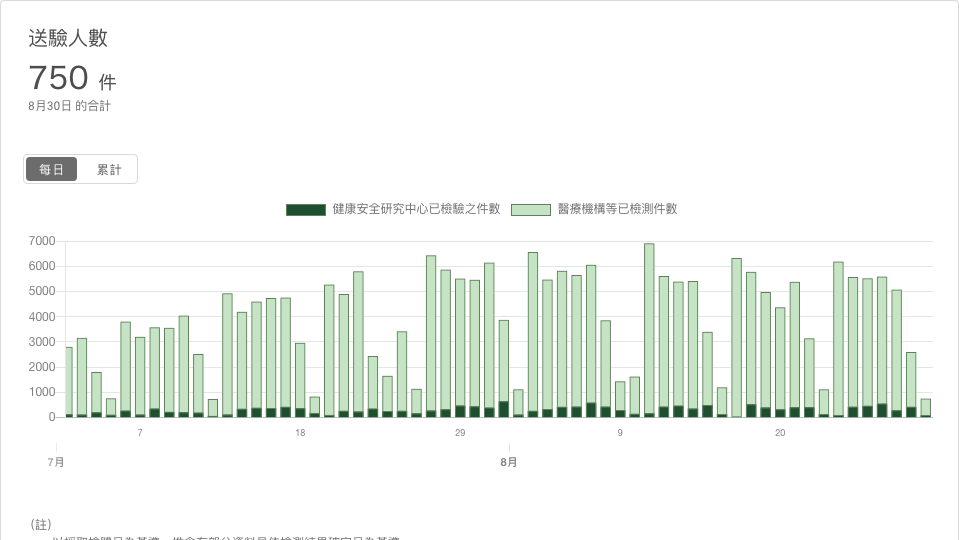 送驗人數
750 件
8月30日 的合計
每日 累計
健康安全研究中心已檢驗之件數 醫療機構等已檢測件數
7000
6000
5000
4000
3000
2000
1000
0
7 18 29 9 20
7月 8月
（註）